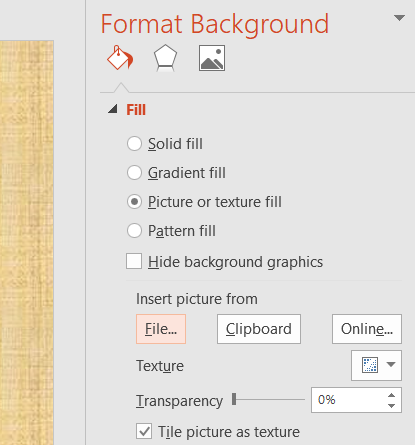 Format Background
Fill
Solid fill
Gradient fill
Picture or texture fill
Pattern fill
Hide background graphics
Insert picture from
File... Clipboard Online...
Texture
Transparency 0%
Tile picture as texture